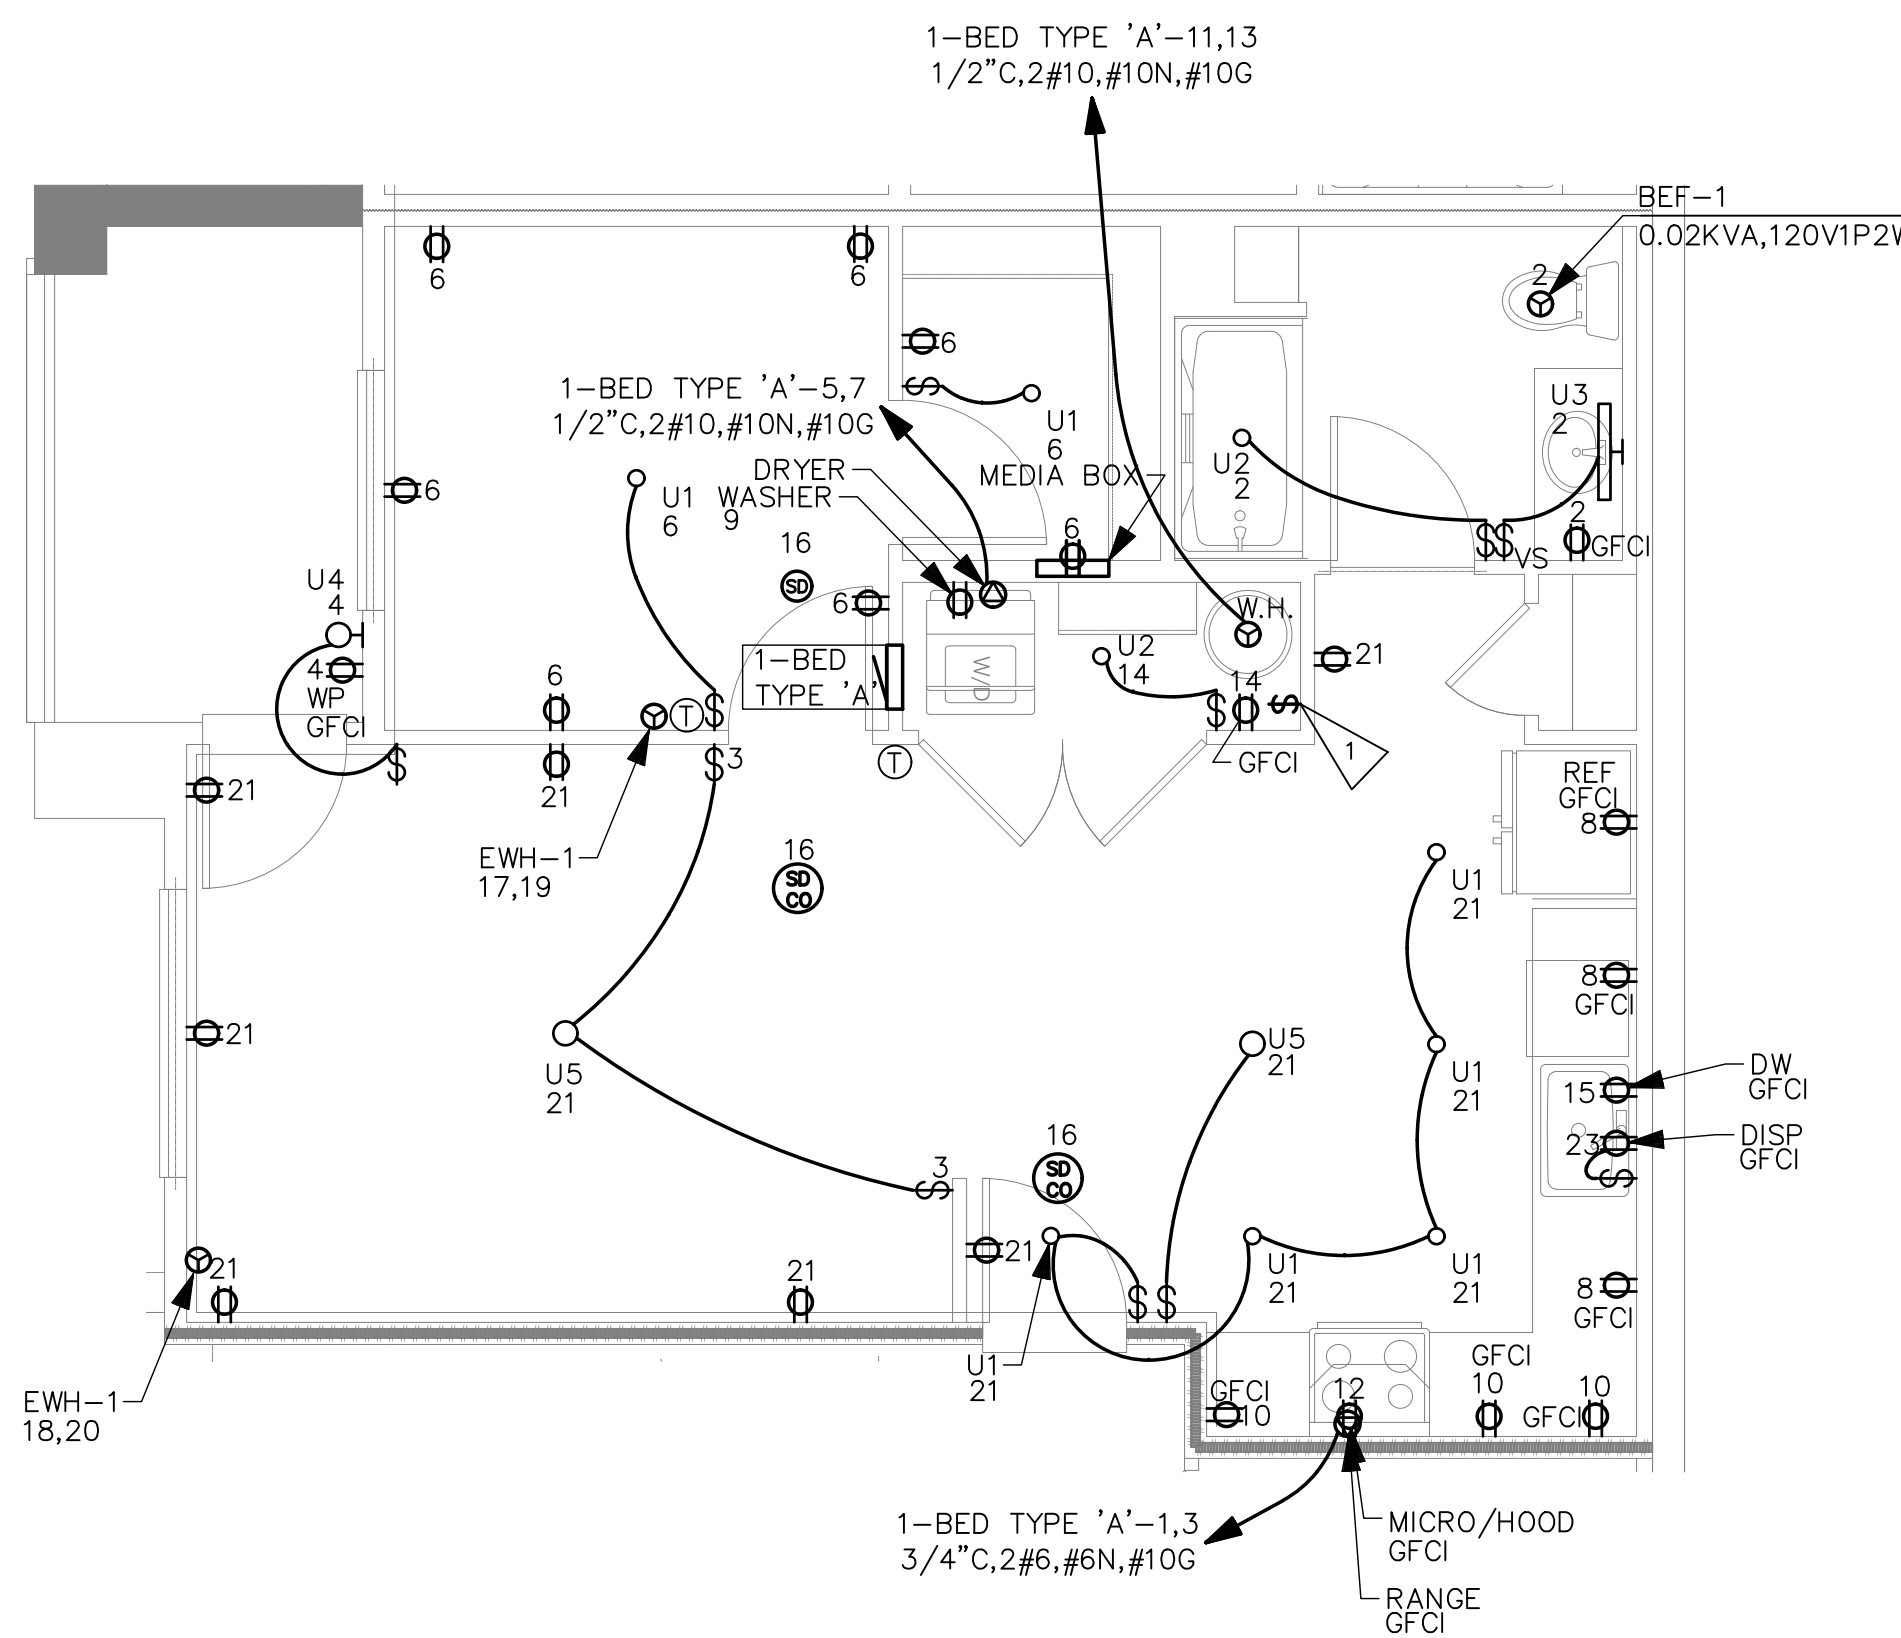 1-BED TYPE 'A'-11,13
1/2"C,2#10,#10N,#10G
BEF-1
0.02KVA,120V1P2W
2
6
6
6
1-BED TYPE 'A'-5,7
1/2"C,2#10,#10N,#10G
U1
6
U3
2
DRYER
WASHER
9
MEDIA BOX
U2
2
6
U1
6
16
SD
6
2
GFCI
$
$
VS
U4
4
4
WP
GFCI
6
W.H.
1-BED
TYPE 'A'
W/D
U2
14
14
$
$
GFCI
1
21
6
T
$
$
3
T
$
21
21
EWH-1
17,19
16
SD
CO
REF
GFCI
8
U1
21
8
GFCI
21
U5
21
U5
21
U1
21
DW
GFCI
15
DISP
GFCI
23
$
16
SD
CO
3
$
21
U1
21
U1
21
8
GFCI
21
21
$
$
U1
21
EWH-1
18,20
GFCI
10
12
GFCI
10
10
GFCI
1-BED TYPE 'A'-1,3
3/4"C,2#6,#6N,#10G
MICRO/HOOD
GFCI
RANGE
GFCI